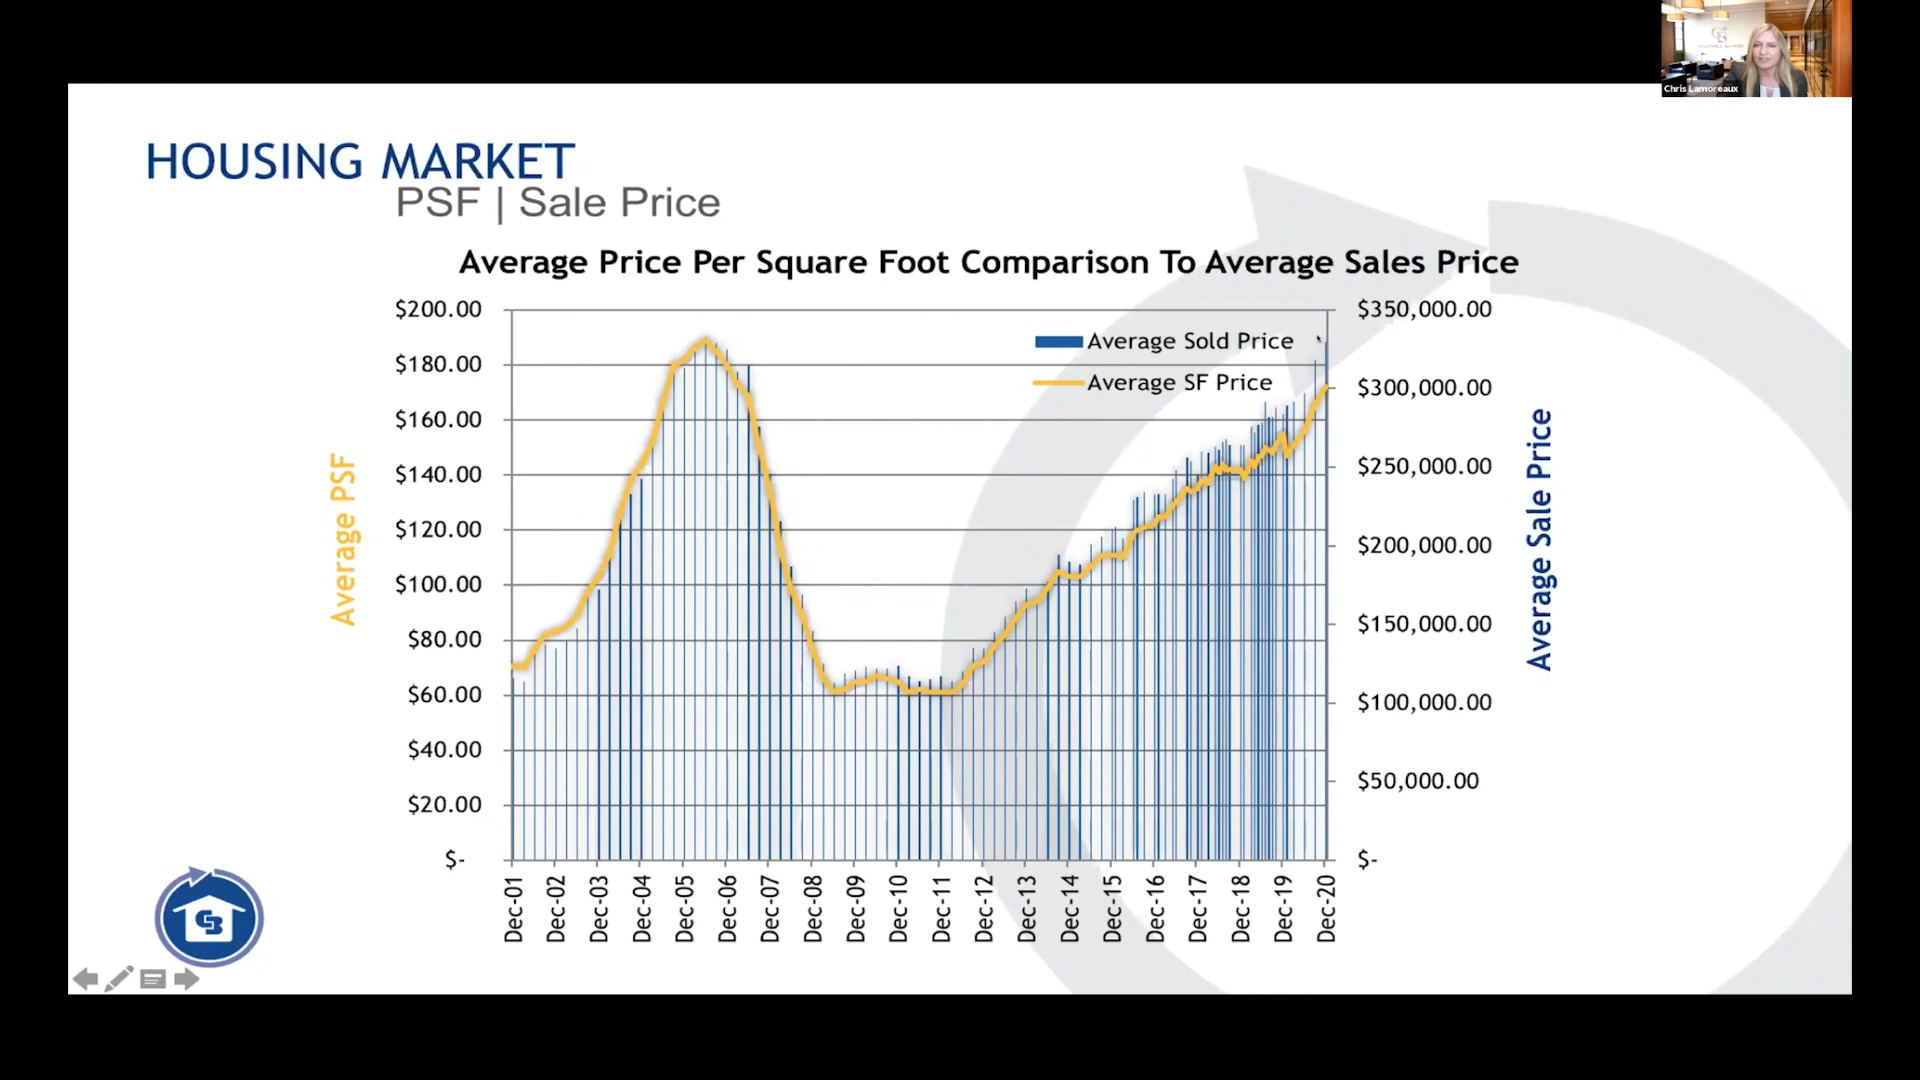 Chris Lamoreaux
HOUSING MARKET
PSF | Sale Price
Average Price Per Square Foot Comparison To Average Sales Price
Average PSF
$200.00
$180.00
$160.00
$140.00
$120.00
$100.00
$80.00
$60.00
$40.00
$20.00
$-
Average Sold Price
Average SF Price
$350,000.00
$300,000.00
$250,000.00
$200,000.00
$150,000.00
$100,000.00
$50,000.00
$-
Average Sale Price
Dec-01
Dec-02
Dec-03
Dec-04
Dec-05
Dec-06
Dec-07
Dec-08
Dec-09
Dec-10
Dec-11
Dec-12
Dec-13
Dec-14
Dec-15
Dec-16
Dec-17
Dec-18
Dec-19
Dec-20
CB